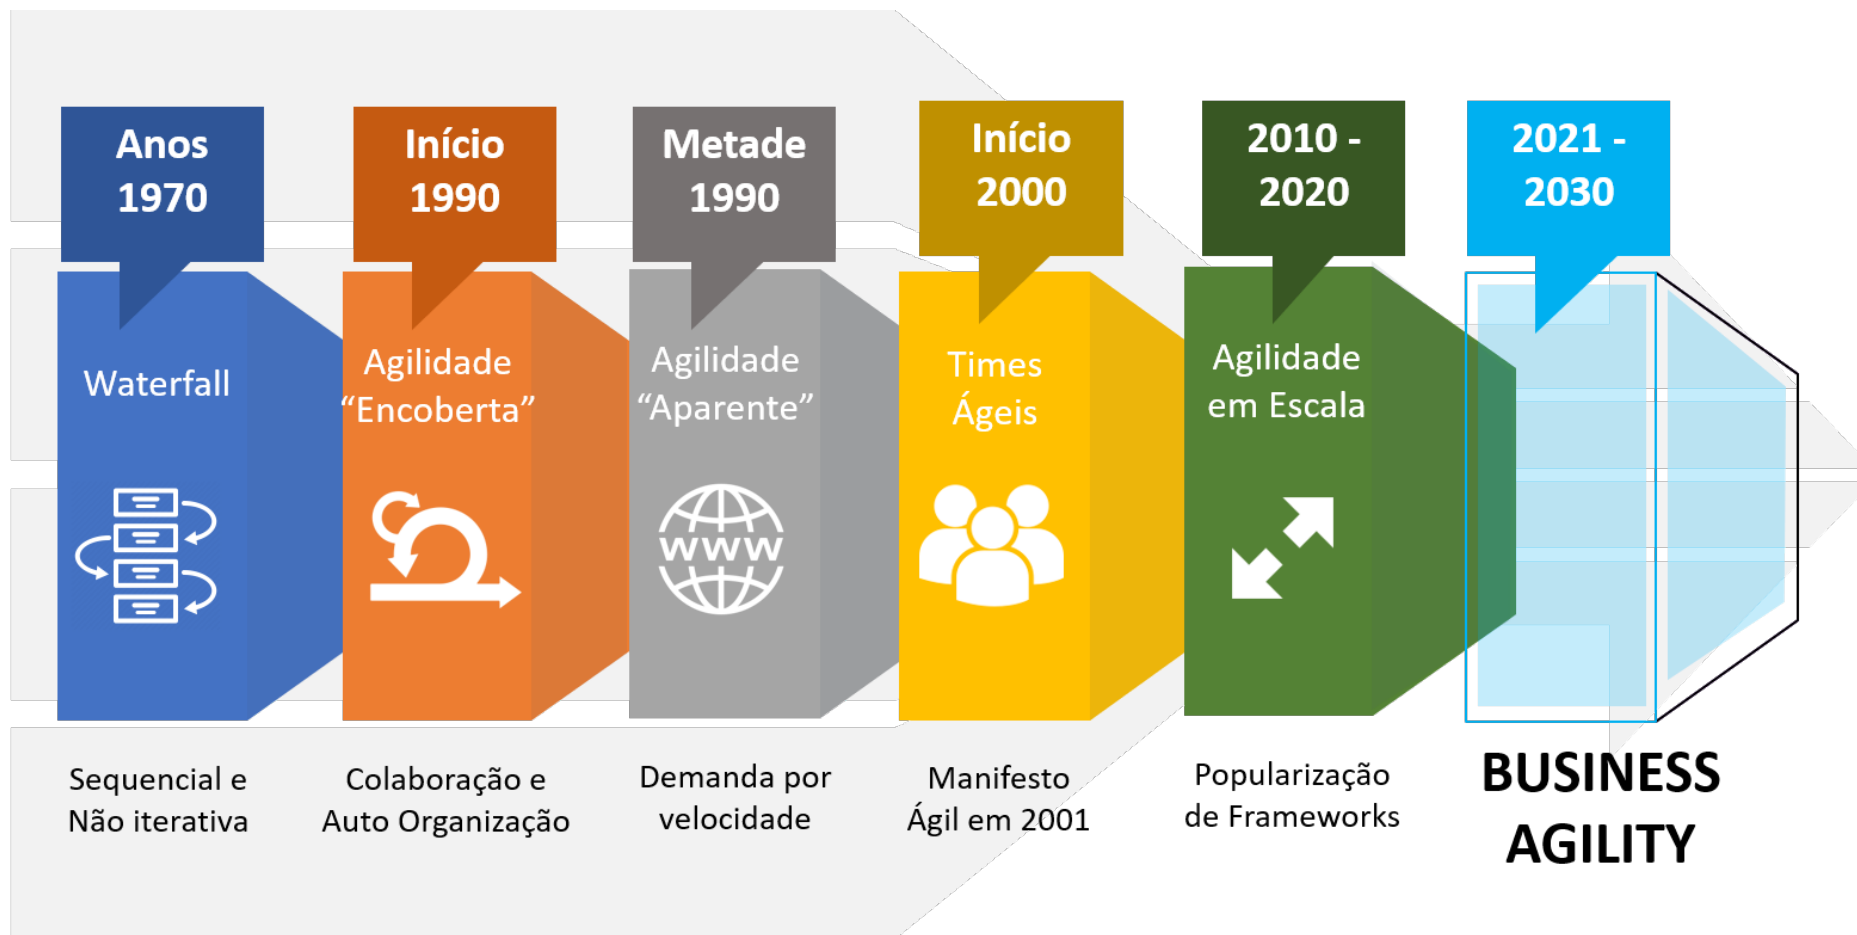 Anos
1970
Waterfall
Sequencial e
Não iterativa
Início
1990
Agilidade
“Encoberta”
Colaboração e
Auto Organização
Metade
1990
Agilidade
“Aparente”
www
Demanda por
velocidade
Início
2000
Times
Ágeis
Manifesto
Ágil em 2001
2010 -
2020
Agilidade
em Escala
Popularização
de Frameworks
2021 -
2030
BUSINESS
AGILITY